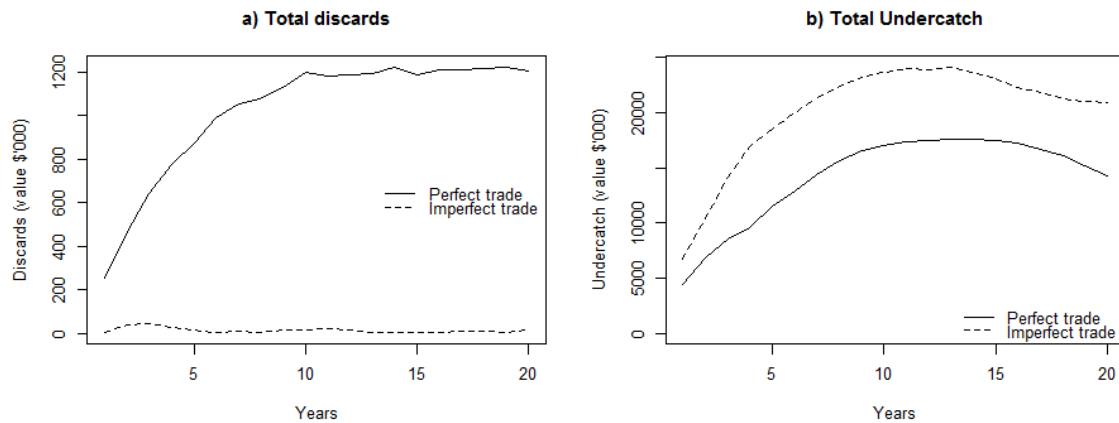 a) Total discards
Discards (value $'000)
1200
800
600
400
200
0
Perfect trade
Imperfect trade
5
10
15
20
Years
b) Total Undercatch
Undercatch (value $'000)
20000
10000
5000
0
Perfect trade
Imperfect trade
5
10
15
20
Years